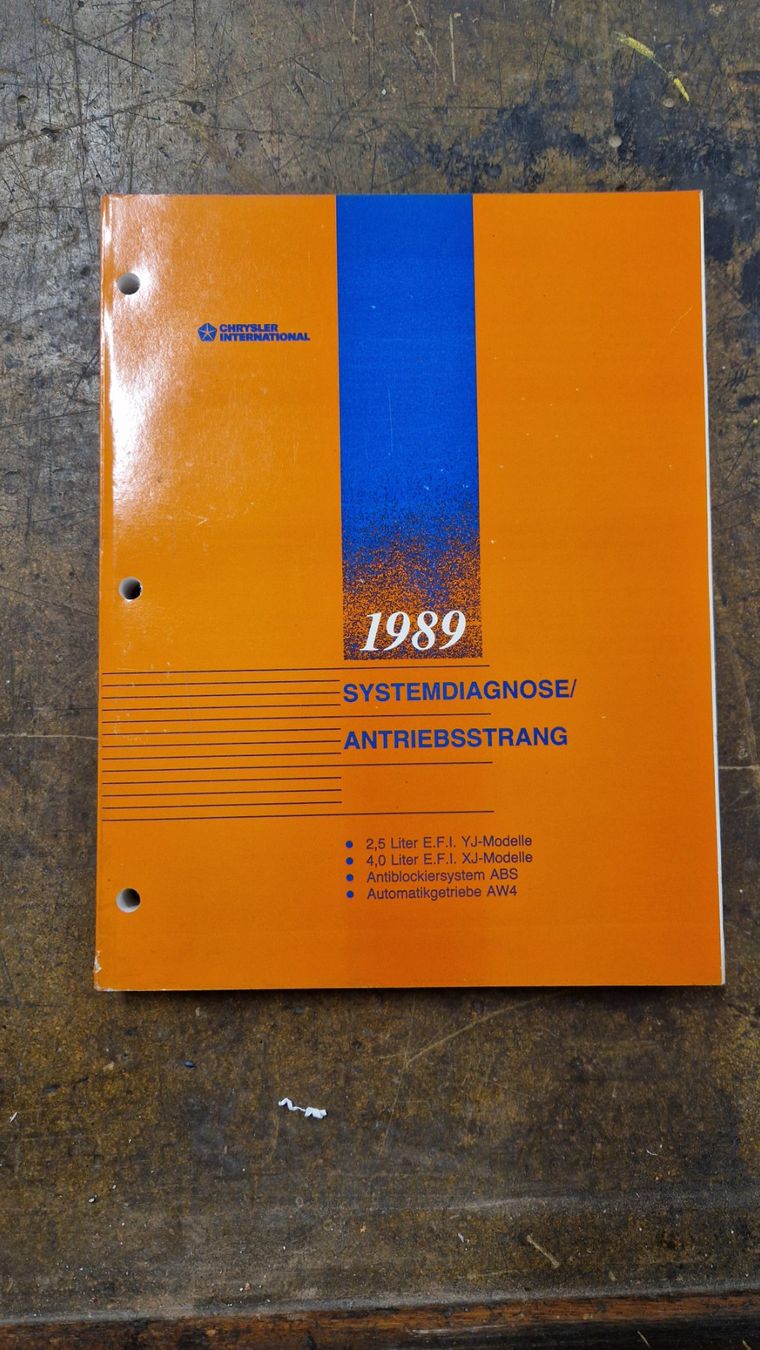 CHRYSLER
INTERNATIONAL
1989
SYSTEMDIAGNOSE/
ANTRIEBSSTRANG
● 2,5 Liter E.F.I. YJ-Modelle
● 4,0 Liter E.F.I. XJ-Modelle
● Antiblockiersystem ABS
● Automatikgetriebe AW4